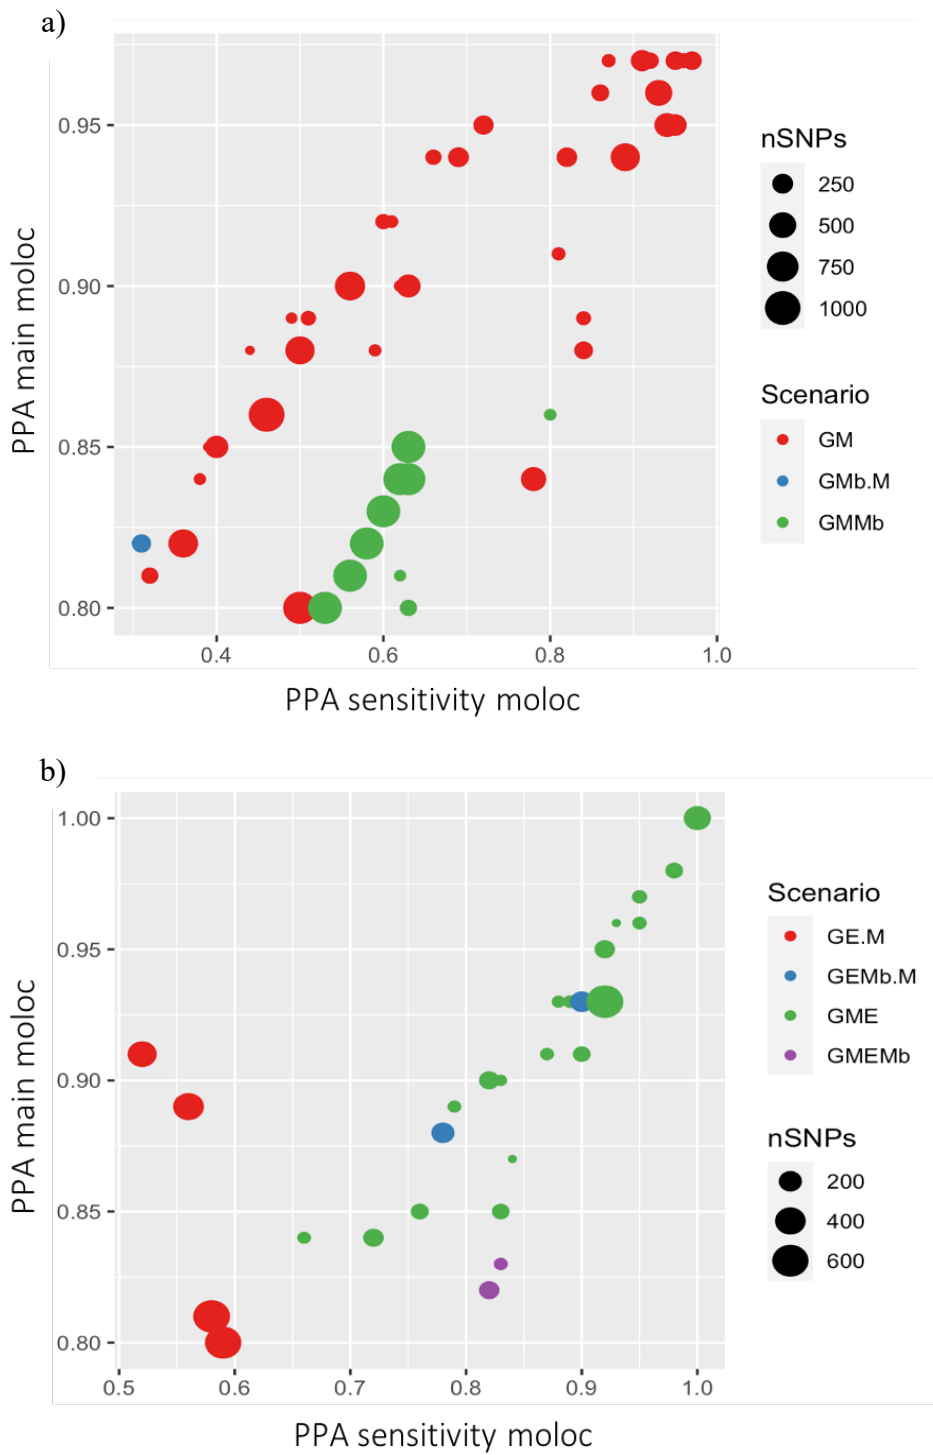 a)
0.95
0.90
0.85
0.80
PPA main moloc
0.4 0.6 0.8 1.0
PPA sensitivity moloc
nSNPs
250
500
750
1000
Scenario
GM
GMb.M
GMMb
b)
1.00
0.95
0.90
0.85
0.80
PPA main moloc
0.5 0.6 0.7 0.8 0.9 1.0
PPA sensitivity moloc
Scenario
GE.M
GEMb.M
GME
GMEMb
nSNPs
200
400
600